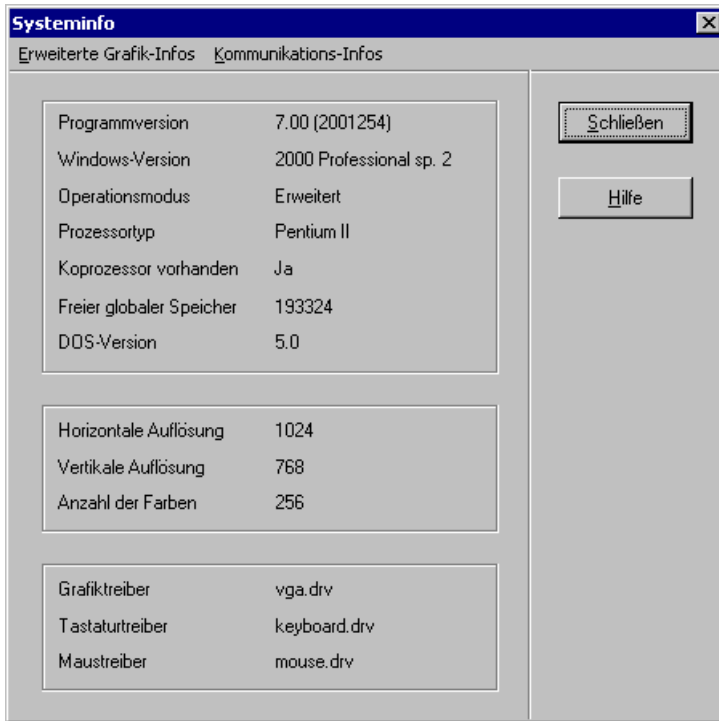 Systeminfo
Erweiterte Grafik-Infos Kommunikations-Infos
Programmversion 7.00 (2001254)
Schließen
Windows-Version 2000 Professional sp. 2
Operationsmodus Erweitert
Hilfe
Prozessortyp Pentium II
Koprozessor vorhanden Ja
Freier globaler Speicher 193324
DOS-Version 5.0
Horizontale Auflösung 1024
Vertikale Auflösung 768
Anzahl der Farben 256
Grafiktreiber vga.drv
Tastaturtreiber keyboard.drv
Maustreiber mouse.drv